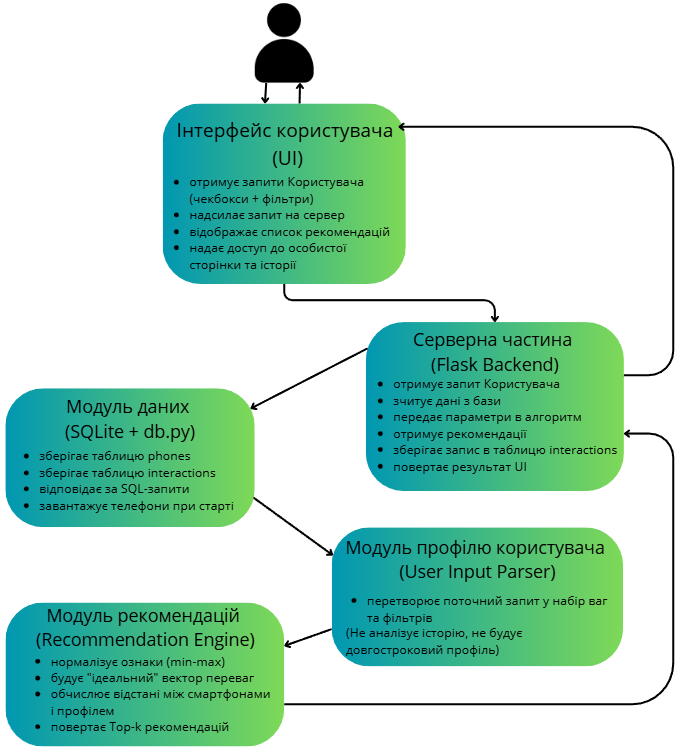 Інтерфейс користувача
(UI)
• отримує запити Користувача
(чекбокси + фільтри)
• надсилає запит на сервер
• відображає список рекомендацій
• надає доступ до особистої
сторінки та історії
Серверна частина
(Flask Backend)
• отримує запит Користувача
• зчитує дані з бази
• передає параметри в алгоритм
• отримує рекомендації
• зберігає запис в таблицю interactions
• повертає результат UI
Модуль даних
(SQLite + db.py)
• зберігає таблицю phones
• зберігає таблицю interactions
• відповідає за SQL-запити
• завантажує телефони при старті
Модуль профілю користувача
(User Input Parser)
• перетворює поточний запит у набір ваг
та фільтрів
(Не аналізує історію, не будує
довгостроковий профіль)
Модуль рекомендацій
(Recommendation Engine)
• нормалізує ознаки (min-max)
• будує "ідеальний" вектор переваг
• обчислює відстані між смартфонами
і профілем
• повертає Top-k рекомендацій